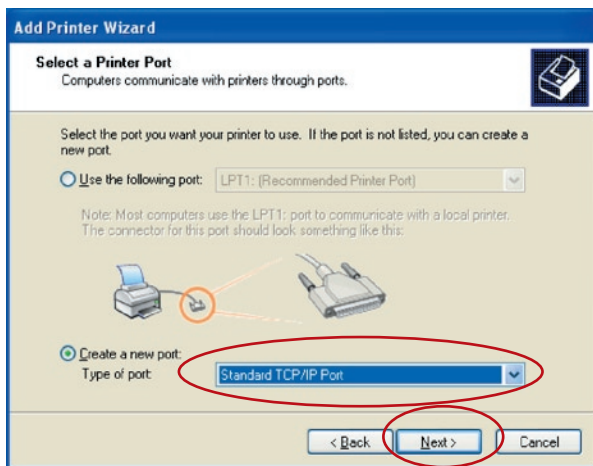 Add Printer Wizard
Select a Printer Port
Computers communicate with printers through ports.
Select the port you want your printer to use. If the port is not listed, you can create a
new port.
Use the following port: LPT1: (Recommended Printer Port)
Note: Most computers use the LPT1: port to communicate with a local printer.
The connector for this port should look something like this:
Create a new port:
Type of port: Standard TCP/IP Port
< Back Next > Cancel